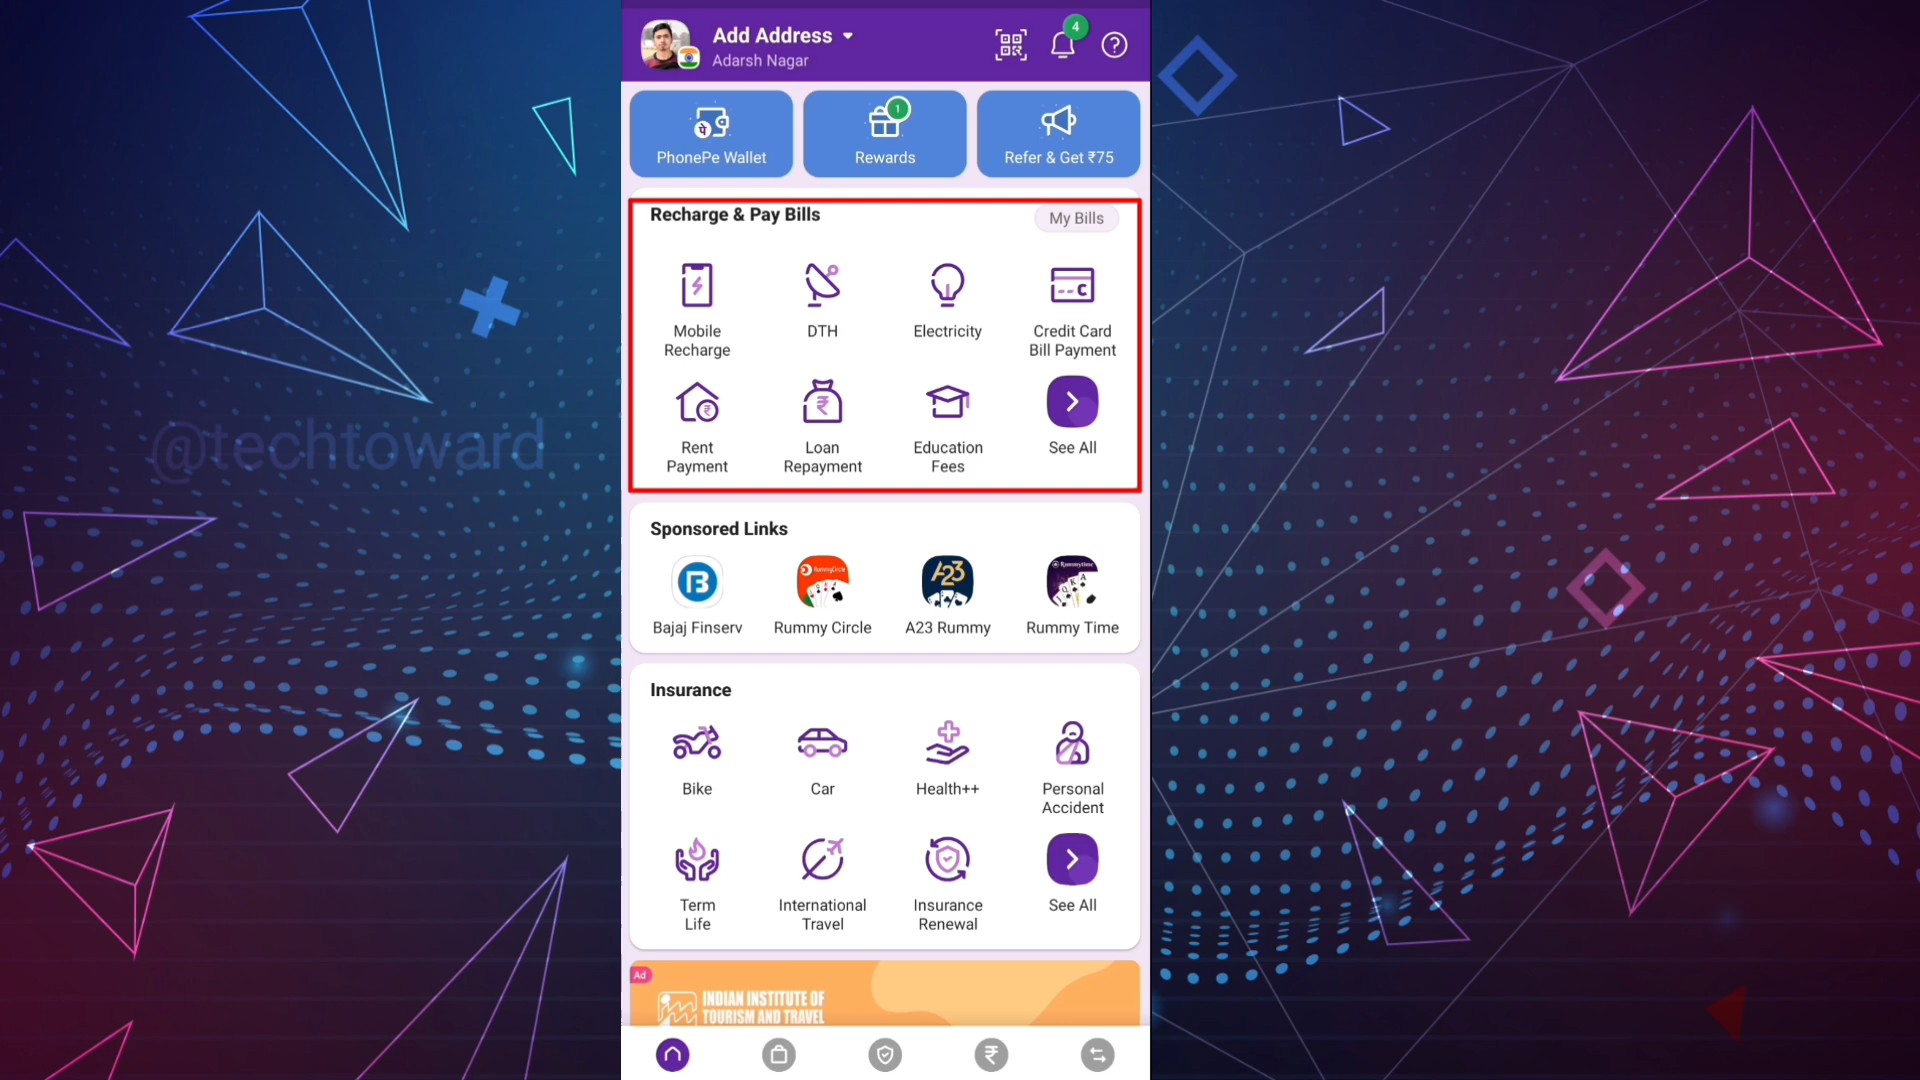 Add Address
Adarsh Nagar
4
PhonePe Wallet
1
Rewards
Refer & Get ₹75
Recharge & Pay Bills
My Bills
Mobile
Recharge
DTH
Electricity
Credit Card
Bill Payment
Rent
Payment
Loan
Repayment
Education
Fees
See All
@techtoward
Sponsored Links
RummyCircle
A23
Rummytime
Bajaj Finserv
Rummy Circle
A23 Rummy
Rummy Time
Insurance
Bike
Car
Health++
Personal
Accident
Term
Life
International
Travel
Insurance
Renewal
See All
Ad
INDIAN INSTITUTE OF
TOURISM AND TRAVEL